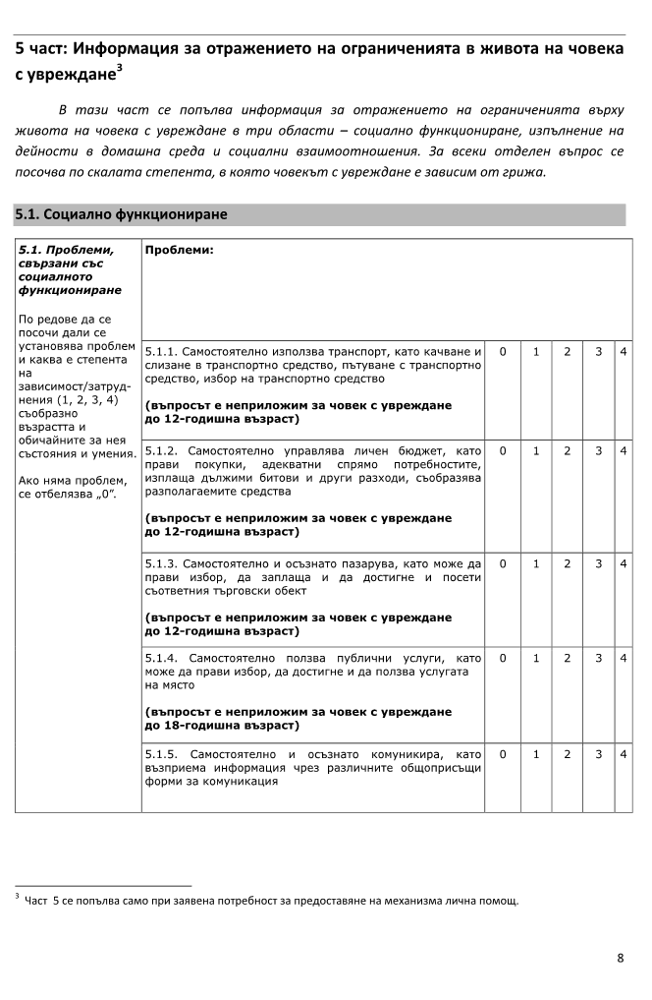 5 част: Информация за отражението на ограниченията в живота на човека
с увреждане3
В тази част се попълва информация за отражението на ограниченията върху
живота на човека с увреждане в три области – социално функциониране, изпълнение на
дейности в домашна среда и социални взаимоотношения. За всеки отделен въпрос се
посочва по скалата степента, в която човекът с увреждане е зависим от грижа.
5.1. Социално функциониране
5.1. Проблеми,
свързани със
социалното
функциониране
По редове да се
посочи дали се
установява проблем
и каква е степента
на
зависимост/затруд-
нения (1, 2, 3, 4)
съобразно
възрастта и
обичайните за нея
състояния и умения.
Ако няма проблем,
се отбелязва „0”.
Проблеми:
5.1.1. Самостоятелно използва транспорт, като качване и
слизане в транспортно средство, пътуване с транспортно
средство, избор на транспортно средство
(въпросът е неприложим за човек с увреждане
до 12-годишна възраст)
0 1 2 3 4
5.1.2. Самостоятелно управлява личен бюджет, като
прави покупки, адекватни спрямо потребностите,
изплаща дължими битови и други разходи, съобразява
разполагаемите средства
(въпросът е неприложим за човек с увреждане
до 12-годишна възраст)
0 1 2 3 4
5.1.3. Самостоятелно и осъзнато пазарува, като може да
прави избор, да заплаща и да достигне и посети
съответния търговски обект
(въпросът е неприложим за човек с увреждане
до 12-годишна възраст)
0 1 2 3 4
5.1.4. Самостоятелно ползва публични услуги, като
може да прави избор, да достигне и да ползва услугата
на място
(въпросът е неприложим за човек с увреждане
до 18-годишна възраст)
0 1 2 3 4
5.1.5. Самостоятелно и осъзнато комуникира, като
възприема информация чрез различните общоприсъщи
форми за комуникация
0 1 2 3 4
3 Част 5 се попълва само при заявена потребност за предоставяне на механизма лична помощ.
8